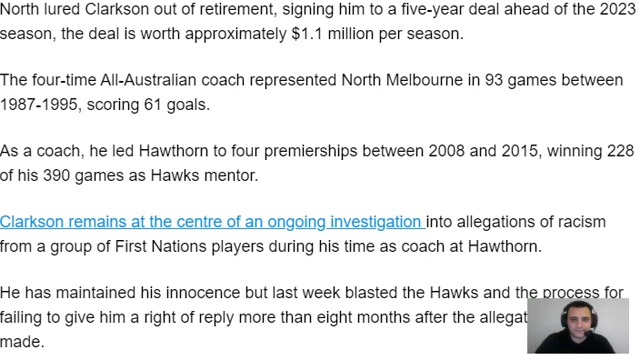 North lured Clarkson out of retirement, signing him to a five-year deal ahead of the 2023
season, the deal is worth approximately $1.1 million per season.
The four-time All-Australian coach represented North Melbourne in 93 games between
1987-1995, scoring 61 goals.
As a coach, he led Hawthorn to four premierships between 2008 and 2015, winning 228
of his 390 games as Hawks mentor.
Clarkson remains at the centre of an ongoing investigation into allegations of racism
from a group of First Nations players during his time as coach at Hawthorn.
He has maintained his innocence but last week blasted the Hawks and the process for
failing to give him a right of reply more than eight months after the allegat
made.